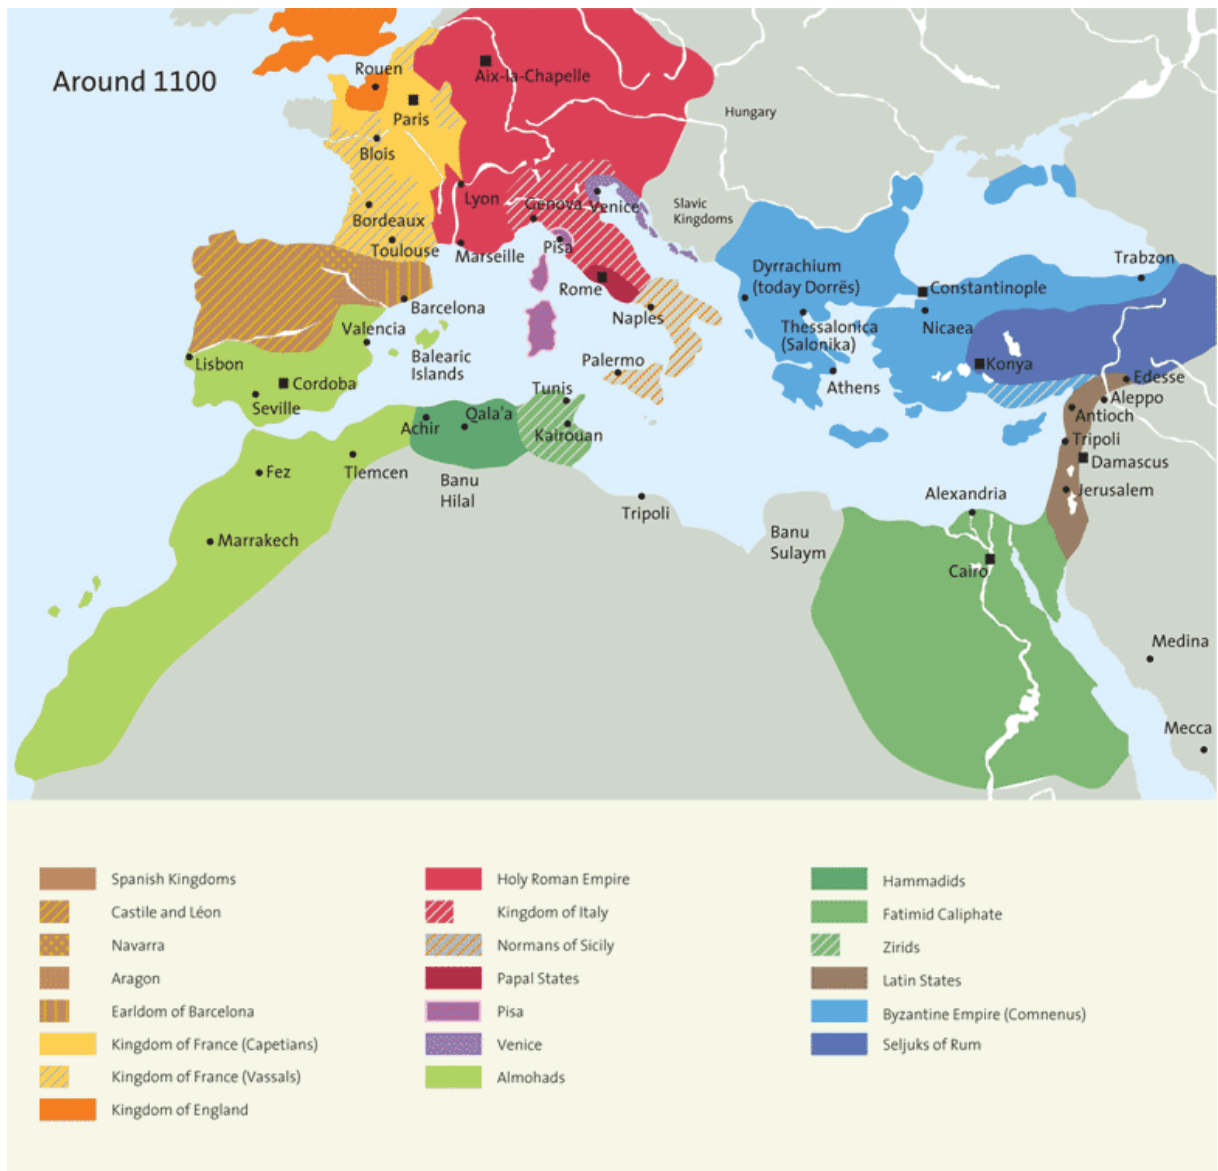 Around 1100
Rouen
Aix-la-Chapelle
Paris
Hungary
Blois
Lyon
Genova
Venice
Slavic
Kingdoms
Bordeaux
Toulouse
Marseille
Pisa
Rome
Dyrrachium
(today Dorrës)
Trabzon
Constantinople
Barcelona
Naples
Thessalonica
(Salonika)
Nicaea
Valencia
Lisbon
Balearic
Islands
Palermo
Konya
Athens
Edesse
Cordoba
Tunis
Aleppo
Seville
Achir
Qala'a
Kairouan
Antioch
Tripoli
Fez
Tlemcen
Banu
Hilal
Damascus
Tripoli
Alexandria
Jerusalem
Marrakech
Banu
Sulaym
Cairo
Medina
Mecca
Spanish Kingdoms
Castile and Léon
Navarra
Aragon
Earldom of Barcelona
Kingdom of France (Capetians)
Kingdom of France (Vassals)
Kingdom of England
Holy Roman Empire
Kingdom of Italy
Normans of Sicily
Papal States
Pisa
Venice
Almohads
Hammadids
Fatimid Caliphate
Zirids
Latin States
Byzantine Empire (Comnenus)
Seljuks of Rum